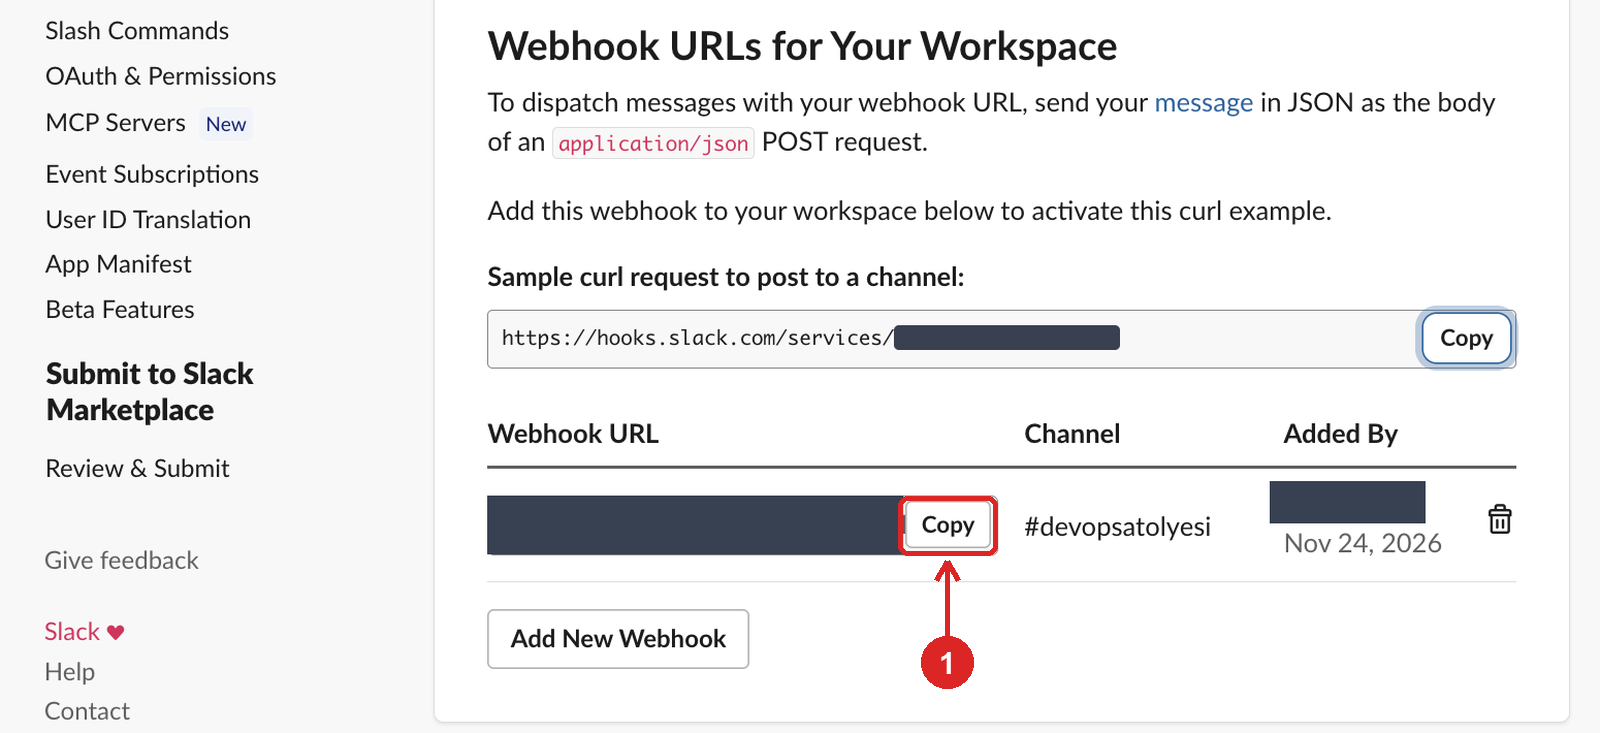 Slash Commands
OAuth & Permissions
MCP Servers New
Event Subscriptions
User ID Translation
App Manifest
Beta Features
Submit to Slack
Marketplace
Review & Submit
Give feedback
Slack ♥
Help
Contact
Webhook URLs for Your Workspace
To dispatch messages with your webhook URL, send your message in JSON as the body
of an application/json POST request.
Add this webhook to your workspace below to activate this curl example.
Sample curl request to post to a channel:
https://hooks.slack.com/services/ Copy
Webhook URL Channel Added By
Copy #devopsatolyesi
Nov 24, 2026
Add New Webhook
1